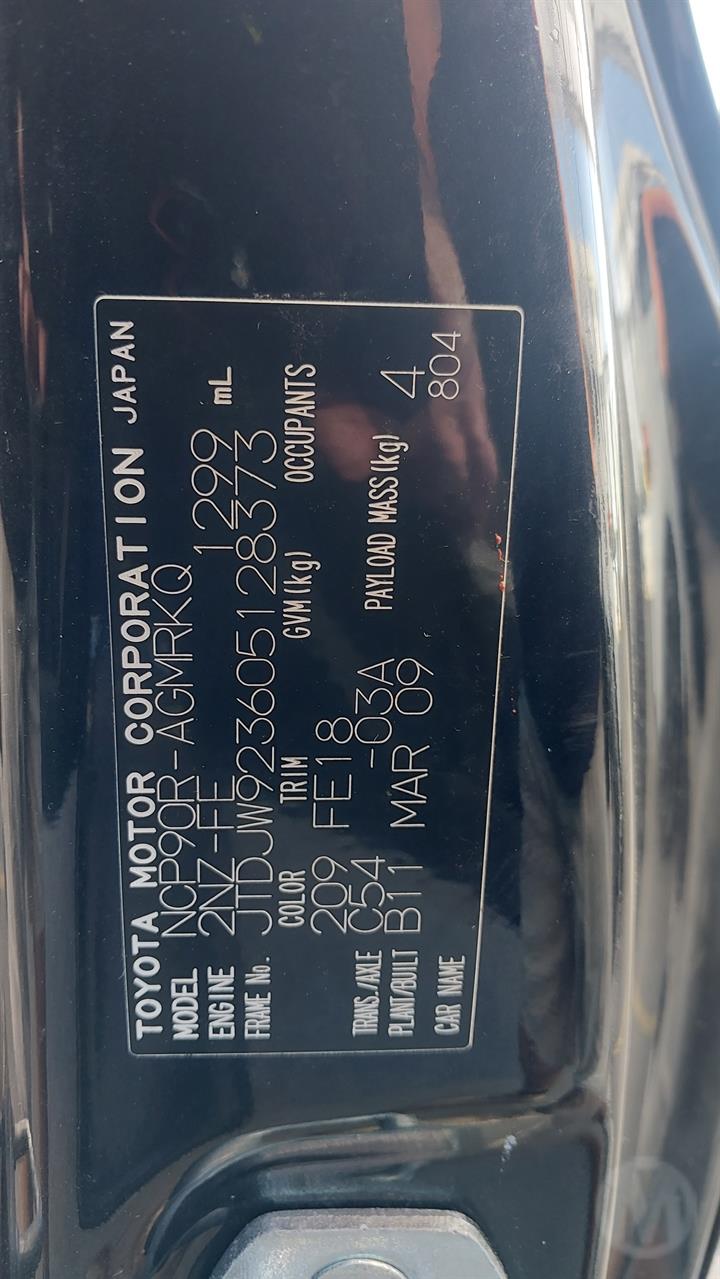 TOYOTA MOTOR CORPORATION JAPAN
MODEL NCP90R-AGMRKQ
ENGINE 2NZ-FE 1299 mL
FRAME No. JTDJW923605128373
COLOR TRIM GVM(kg) OCCUPANTS
209 FE18
TRANS./AXLE C54 -03A PAYLOAD MASS(kg) 4
PLANT/BUILT B11 MAR 09 804
CAR NAME
M